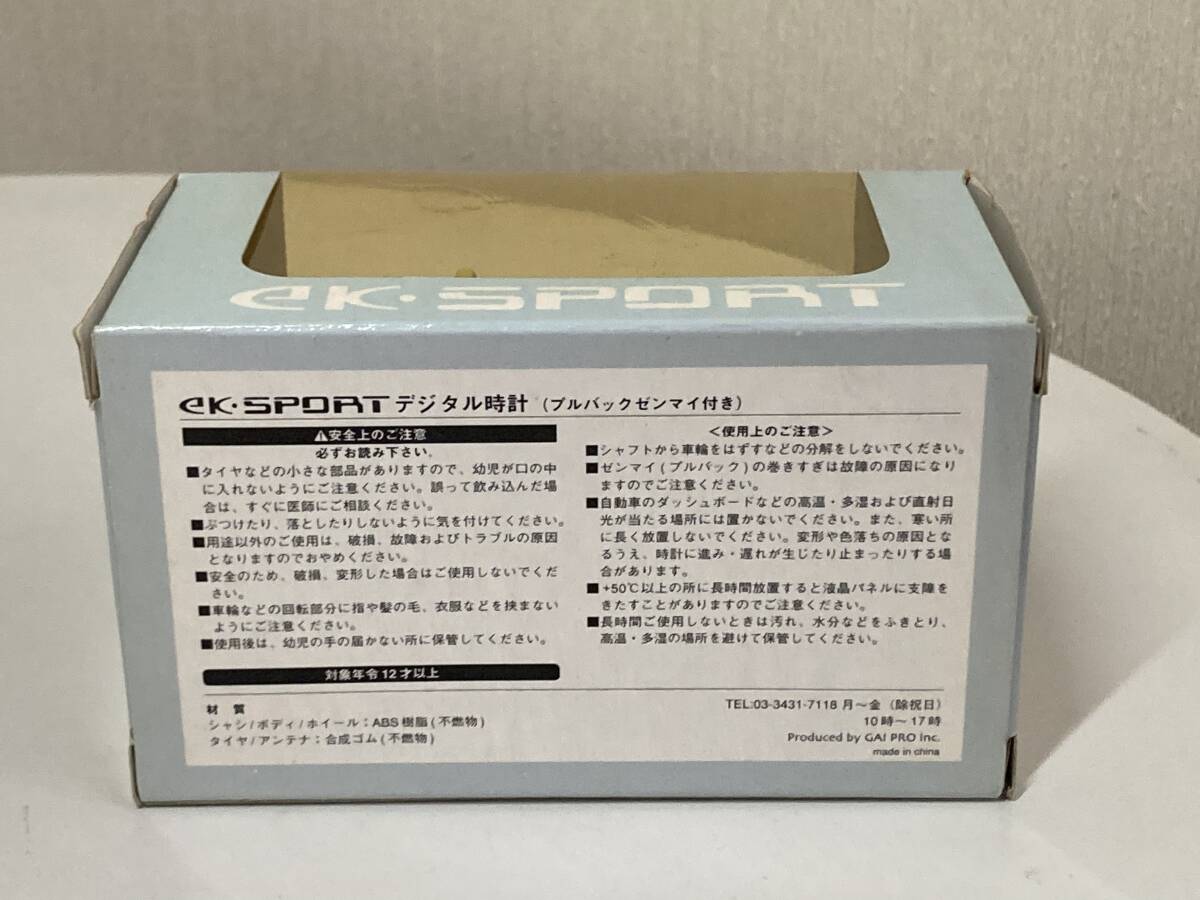 eK・SPORT
eK・SPORT デジタル時計 (プルバックゼンマイ付き)
⚠安全上のご注意
必ずお読み下さい。
■タイヤなどの小さな部品がありますので、幼児が口の中
に入れないようにご注意ください。誤って飲み込んだ場
合は、すぐに医師にご相談ください。
■ぶつけたり、落としたりしないように気を付けてください。
■用途以外のご使用は、破損、故障およびトラブルの原因
となりますのでおやめください。
■安全のため、破損、変形した場合はご使用しないでくだ
さい。
■車輪などの回転部分に指や髪の毛、衣服などを挟まない
ようにご注意ください。
■使用後は、幼児の手の届かない所に保管してください。
対象年令12才以上
＜使用上のご注意＞
■シャフトから車輪をはずすなどの分解をしないでください。
■ゼンマイ(プルバック)の巻きすぎは故障の原因になり
ますのでご注意ください。
■自動車のダッシュボードなどの高温・多湿および直射日
光が当たる場所には置かないでください。また、寒い所
に長く放置しないでください。変形や色落ちの原因とな
るうえ、時計に進み・遅れが生じたり止まったりする場
合があります。
■+50℃以上の所に長時間放置すると液晶パネルに支障を
きたすことがありますのでご注意ください。
■長時間ご使用しないときは汚れ、水分などをふきとり、
高温・多湿の場所を避けて保管してください。
材 質
シャシ/ボディ/ホイール：ABS樹脂(不燃物)
タイヤ/アンテナ：合成ゴム(不燃物)
TEL:03-3431-7118 月〜金（除祝日）
10時〜17時
Produced by GAI PRO Inc.
made in china